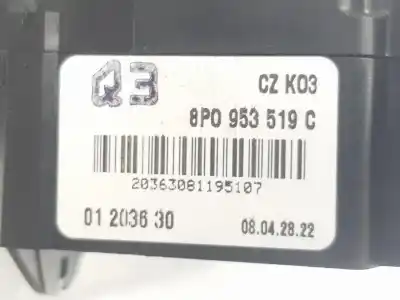 Q3 CZ K03
8P0 953 519 C
20363081195107
01 2036 30 08.04.28.22